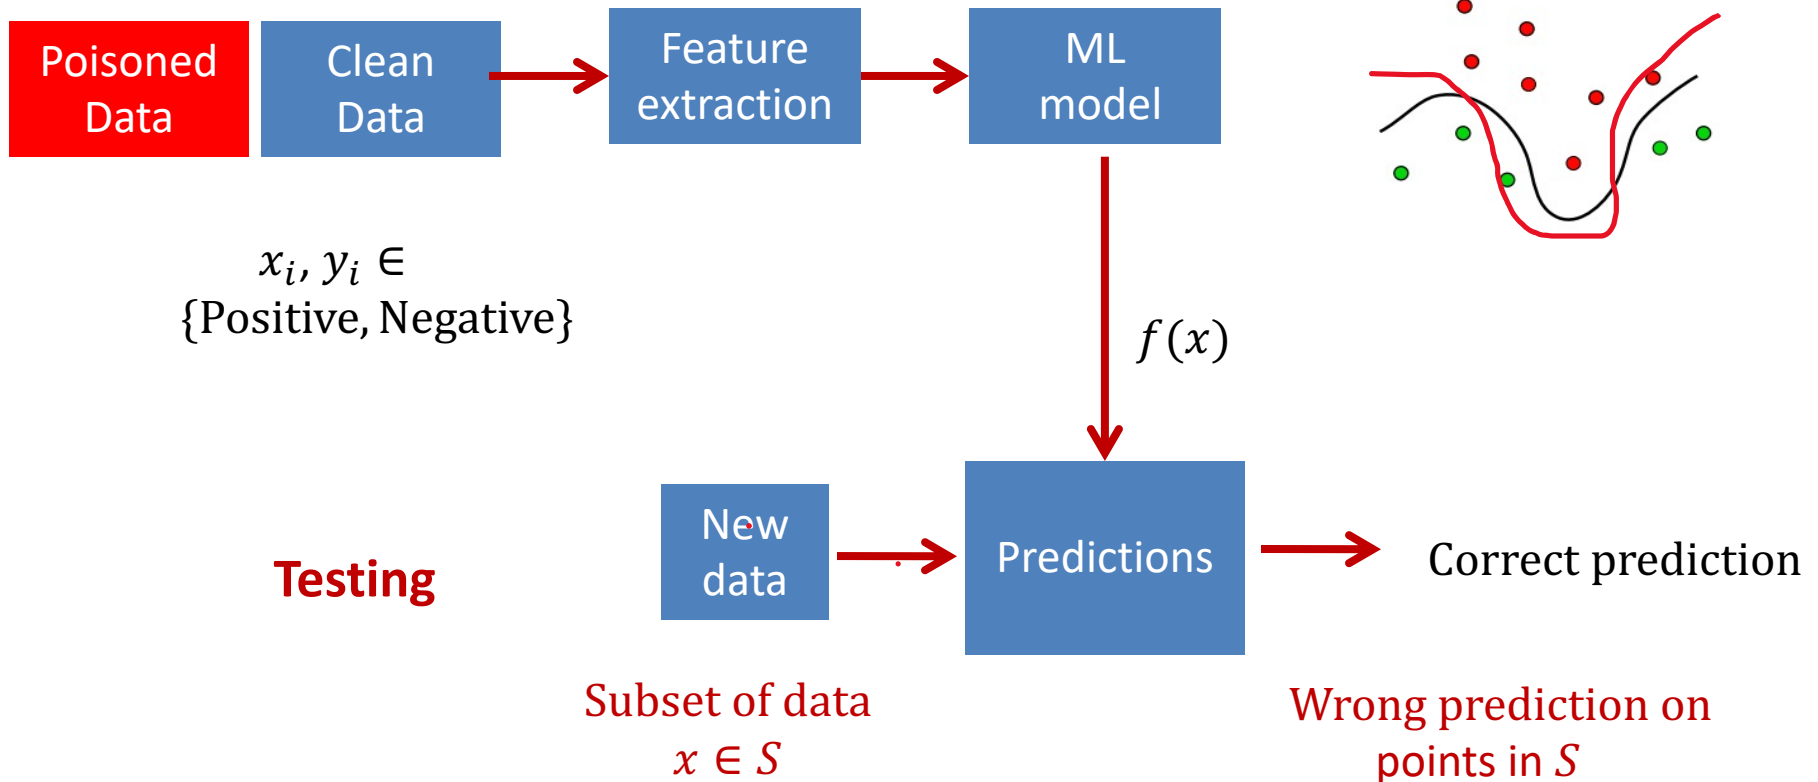 Poisoned
Data
Clean
Data
Feature
extraction
ML
model
x_i, y_i ∈
{Positive, Negative}
f(x)
Testing
New
data
Predictions
Correct prediction
Subset of data
x ∈ S
Wrong prediction on
points in S